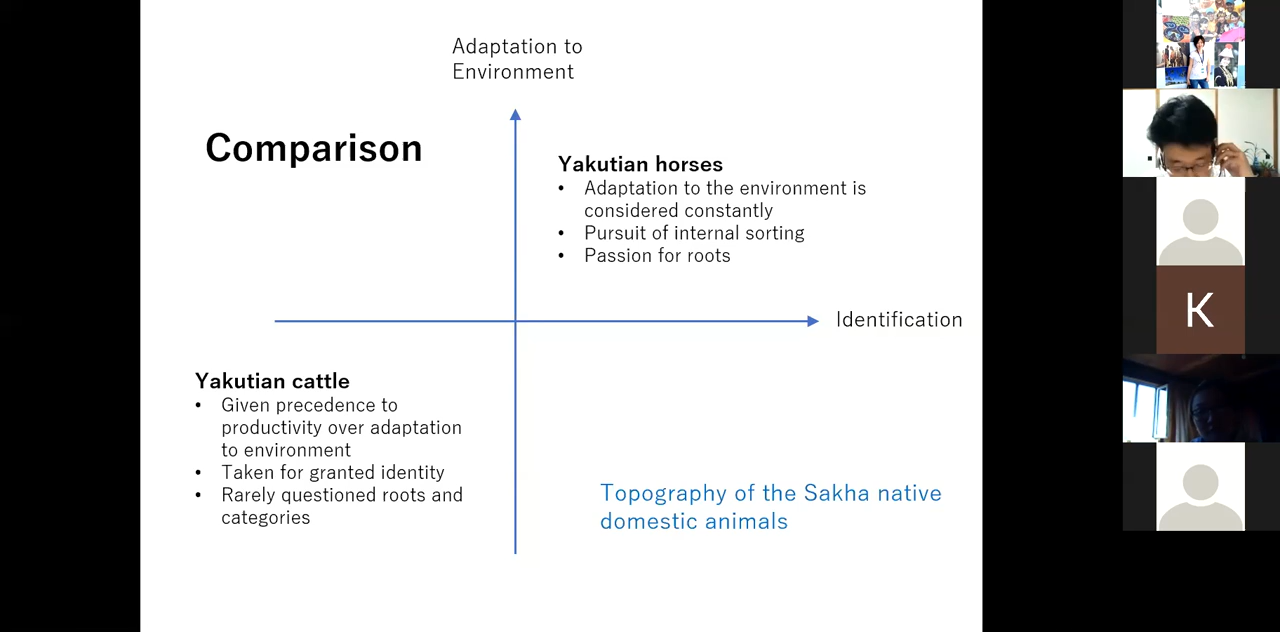 Adaptation to
Environment
Comparison
Yakutian horses
• Adaptation to the environment is
considered constantly
• Pursuit of internal sorting
• Passion for roots
Identification
Yakutian cattle
• Given precedence to
productivity over adaptation
to environment
• Taken for granted identity
• Rarely questioned roots and
categories
Topography of the Sakha native
domestic animals
K